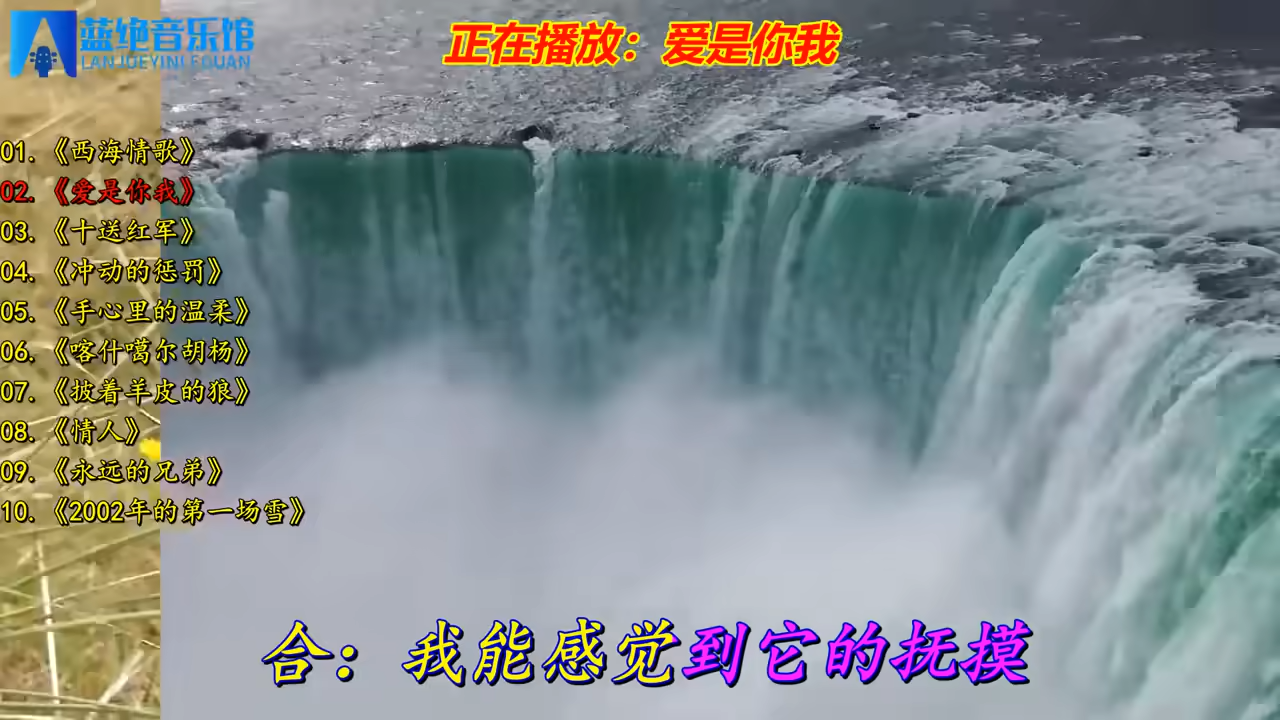 蓝绝音乐馆
LAN JUEYINLEGUAN
正在播放：爱是你我
01.《西海情歌》
02.《爱是你我》
03.《十送红军》
04.《冲动的惩罚》
05.《手心里的温柔》
06.《喀什噶尔胡杨》
07.《披着羊皮的狼》
08.《情人》
09.《永远的兄弟》
10.《2002年的第一场雪》
合：我能感觉到它的抚摸